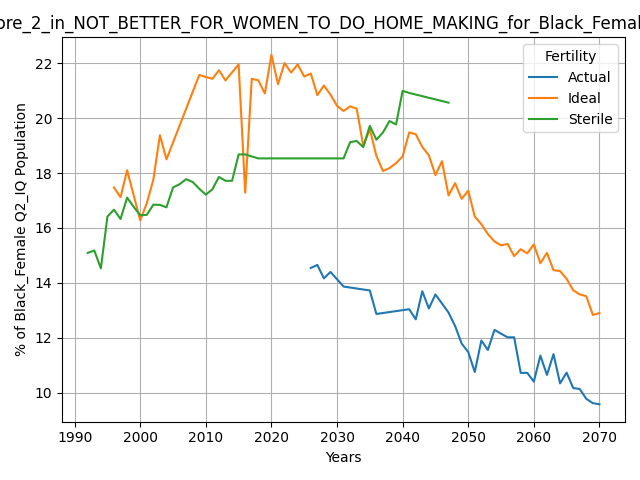 ore_2_in_NOT_BETTER_FOR_WOMEN_TO_DO_HOME_MAKING_for_Black_Femal
Fertility
Actual
Ideal
Sterile
22
20
18
16
14
12
10
% of Black_Female Q2_IQ Population
1990
2000
2010
2020
2030
2040
2050
2060
2070
Years